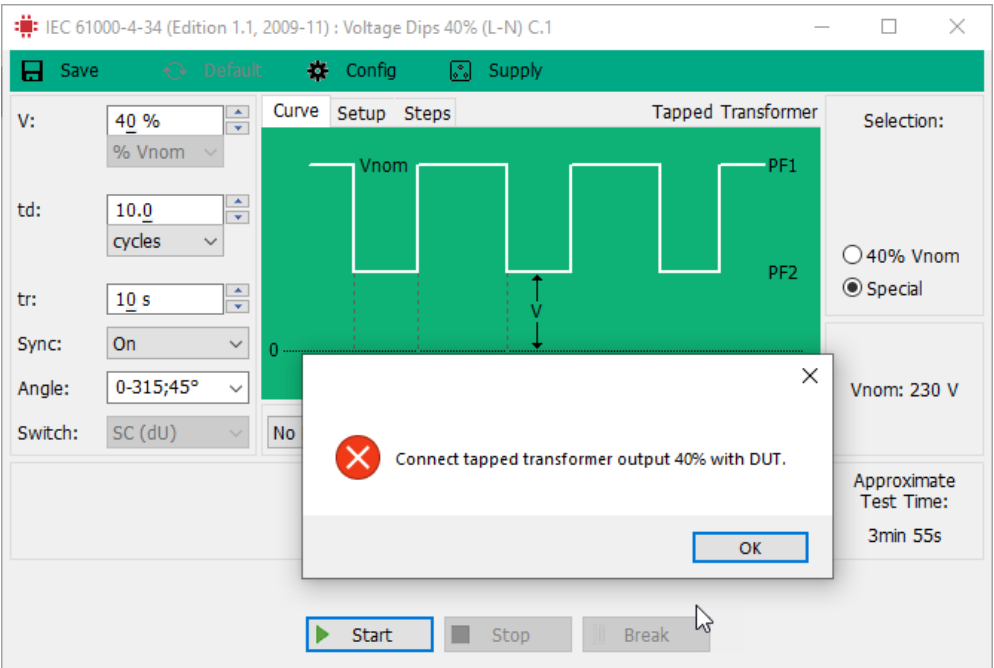 IEC 61000-4-34 (Edition 1.1, 2009-11) : Voltage Dips 40% (L-N) C.1
Save Default Config Supply
V: 40 %
% Vnom
td: 10.0
cycles
tr: 10 s
Sync: On
Angle: 0-315;45°
Switch: SC (dU)
Curve Setup Steps Tapped Transformer
Vnom PF1
PF2
V
0
No
Selection:
40% Vnom
Special
Vnom: 230 V
Approximate
Test Time:
3min 55s
Connect tapped transformer output 40% with DUT.
OK
Start Stop Break